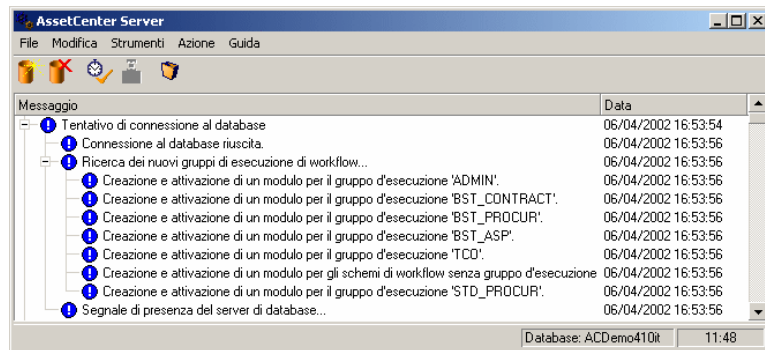 AssetCenter Server
File Modifica Strumenti Azione Guida
Messaggio Data
Tentativo di connessione al database 06/04/2002 16:53:54
Connessione al database riuscita. 06/04/2002 16:53:56
Ricerca dei nuovi gruppi di esecuzione di workflow... 06/04/2002 16:53:56
Creazione e attivazione di un modulo per il gruppo d'esecuzione 'ADMIN'. 06/04/2002 16:53:56
Creazione e attivazione di un modulo per il gruppo d'esecuzione 'BST_CONTRACT'. 06/04/2002 16:53:56
Creazione e attivazione di un modulo per il gruppo d'esecuzione 'BST_PROCUR'. 06/04/2002 16:53:56
Creazione e attivazione di un modulo per il gruppo d'esecuzione 'BST_ASP'. 06/04/2002 16:53:56
Creazione e attivazione di un modulo per il gruppo d'esecuzione 'TCO'. 06/04/2002 16:53:56
Creazione e attivazione di un modulo per gli schemi di workflow senza gruppo d'esecuzione 06/04/2002 16:53:56
Creazione e attivazione di un modulo per il gruppo d'esecuzione 'STD_PROCUR'. 06/04/2002 16:53:56
Segnale di presenza del server di database... 06/04/2002 16:53:56
Database: ACDemo410it 11:48